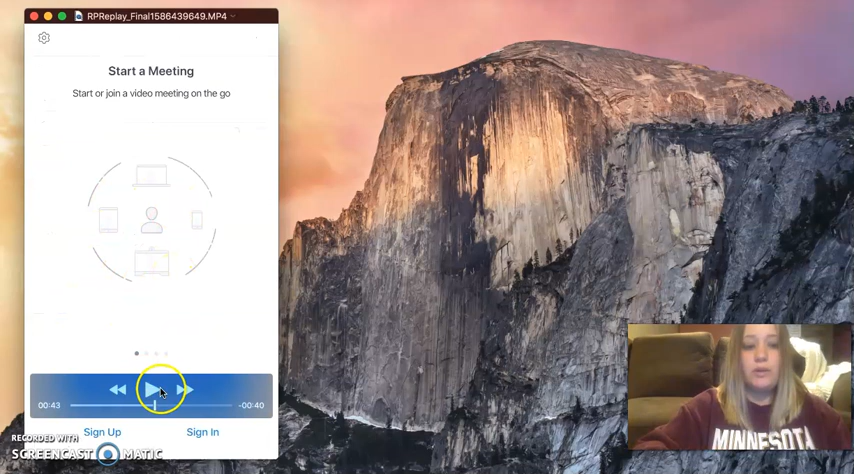 RPReplay_Final1586439649.MP4
Start a Meeting
Start or join a video meeting on the go
00:43
-00:40
Sign Up
Sign In
RECORDED WITH
SCREENCAST MATIC
MINNESOTA